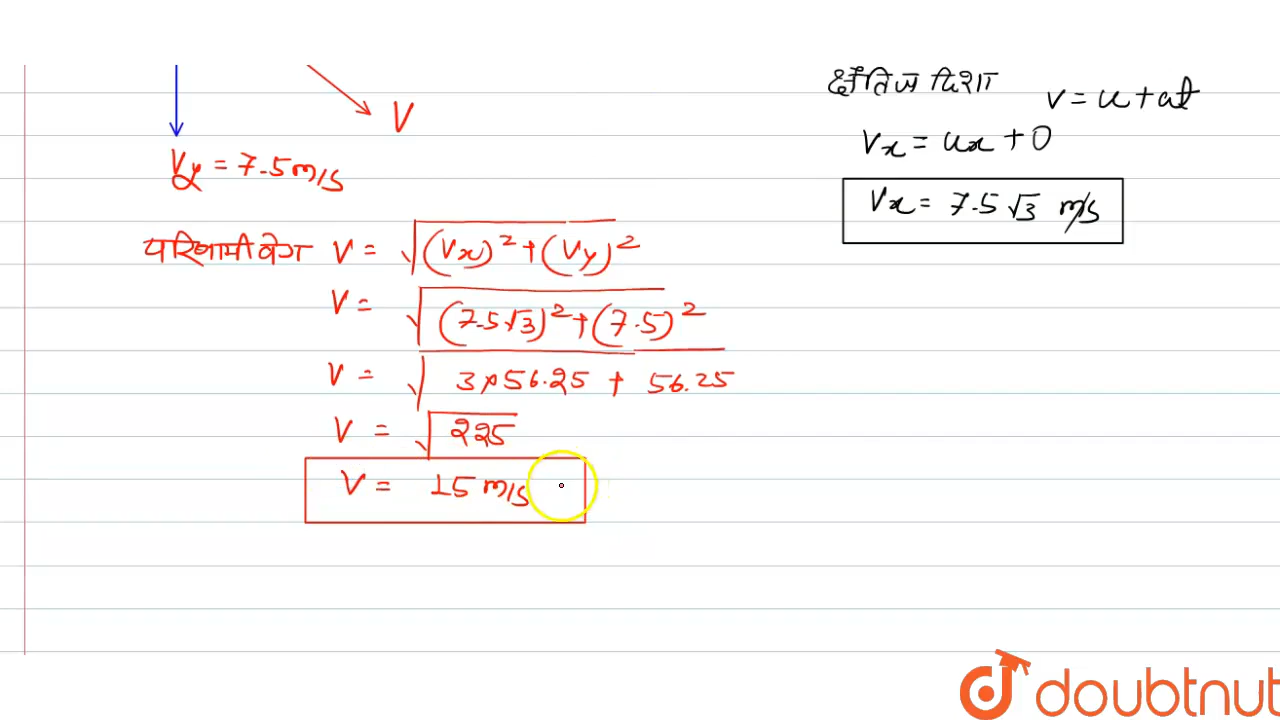 क्षैतिज दिशा
V = u + at
Vx = ux + 0
Vx = 7.5 √3 m/s
V
Vy = 7.5 m/s
परिणामी वेग V = √(Vx)² + (Vy)²
V = √(7.5√3)² + (7.5)²
V = √3 × 56.25 + 56.25
V = √225
V = 15 m/s
doubtnut